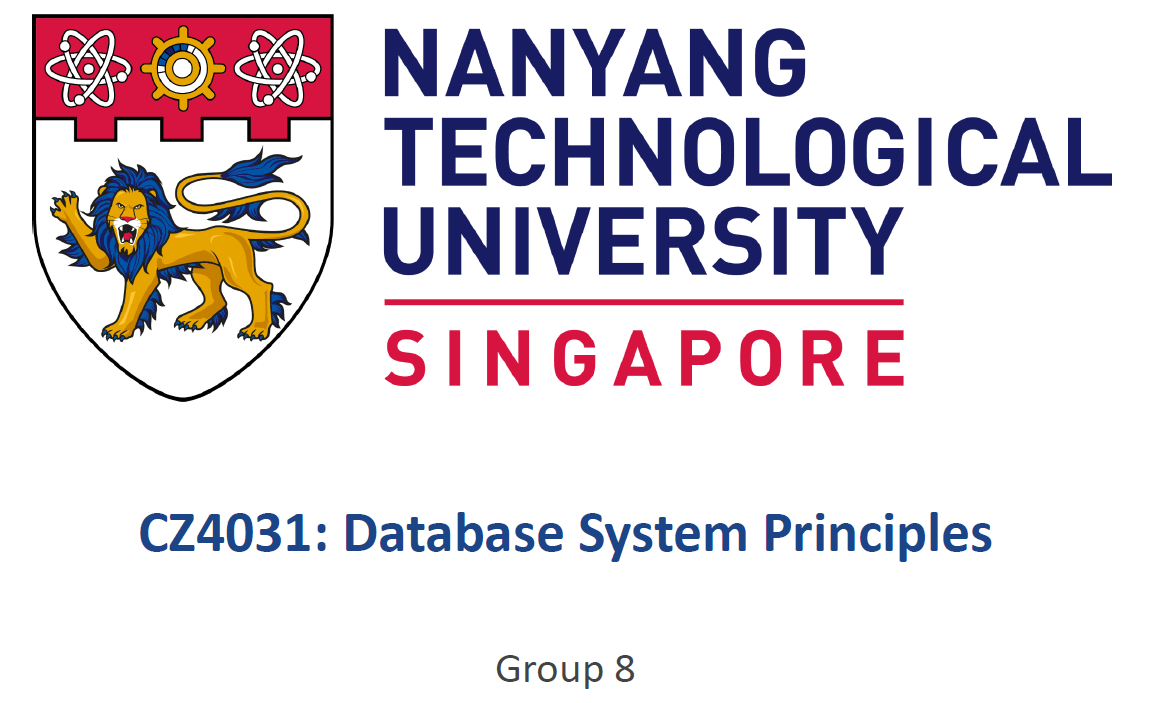 NANYANG
TECHNOLOGICAL
UNIVERSITY
SINGAPORE
CZ4031: Database System Principles
Group 8